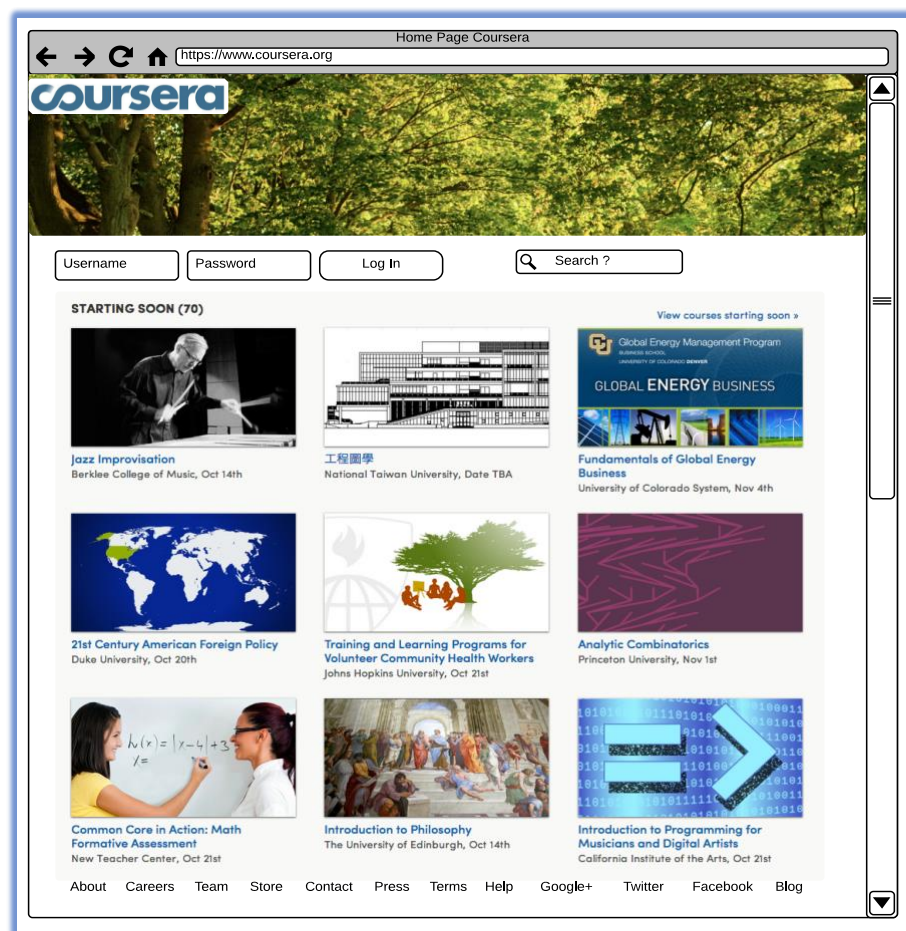 Home Page Coursera
https://www.coursera.org
coursera
Username
Password
Log In
Search ?
STARTING SOON (70)
View courses starting soon »
Global Energy Management Program
BUSINESS SCHOOL
UNIVERSITY OF COLORADO DENVER
GLOBAL ENERGY BUSINESS
Jazz Improvisation
Berklee College of Music, Oct 14th
工程圖學
National Taiwan University, Date TBA
Fundamentals of Global Energy
Business
University of Colorado System, Nov 4th
21st Century American Foreign Policy
Duke University, Oct 20th
Training and Learning Programs for
Volunteer Community Health Workers
Johns Hopkins University, Oct 21st
Analytic Combinatorics
Princeton University, Nov 1st
h(x) = |x-4|+3
x=
Common Core in Action: Math
Formative Assessment
New Teacher Center, Oct 21st
Introduction to Philosophy
The University of Edinburgh, Oct 14th
Introduction to Programming for
Musicians and Digital Artists
California Institute of the Arts, Oct 21st
About Careers Team Store Contact Press Terms Help Google+ Twitter Facebook Blog